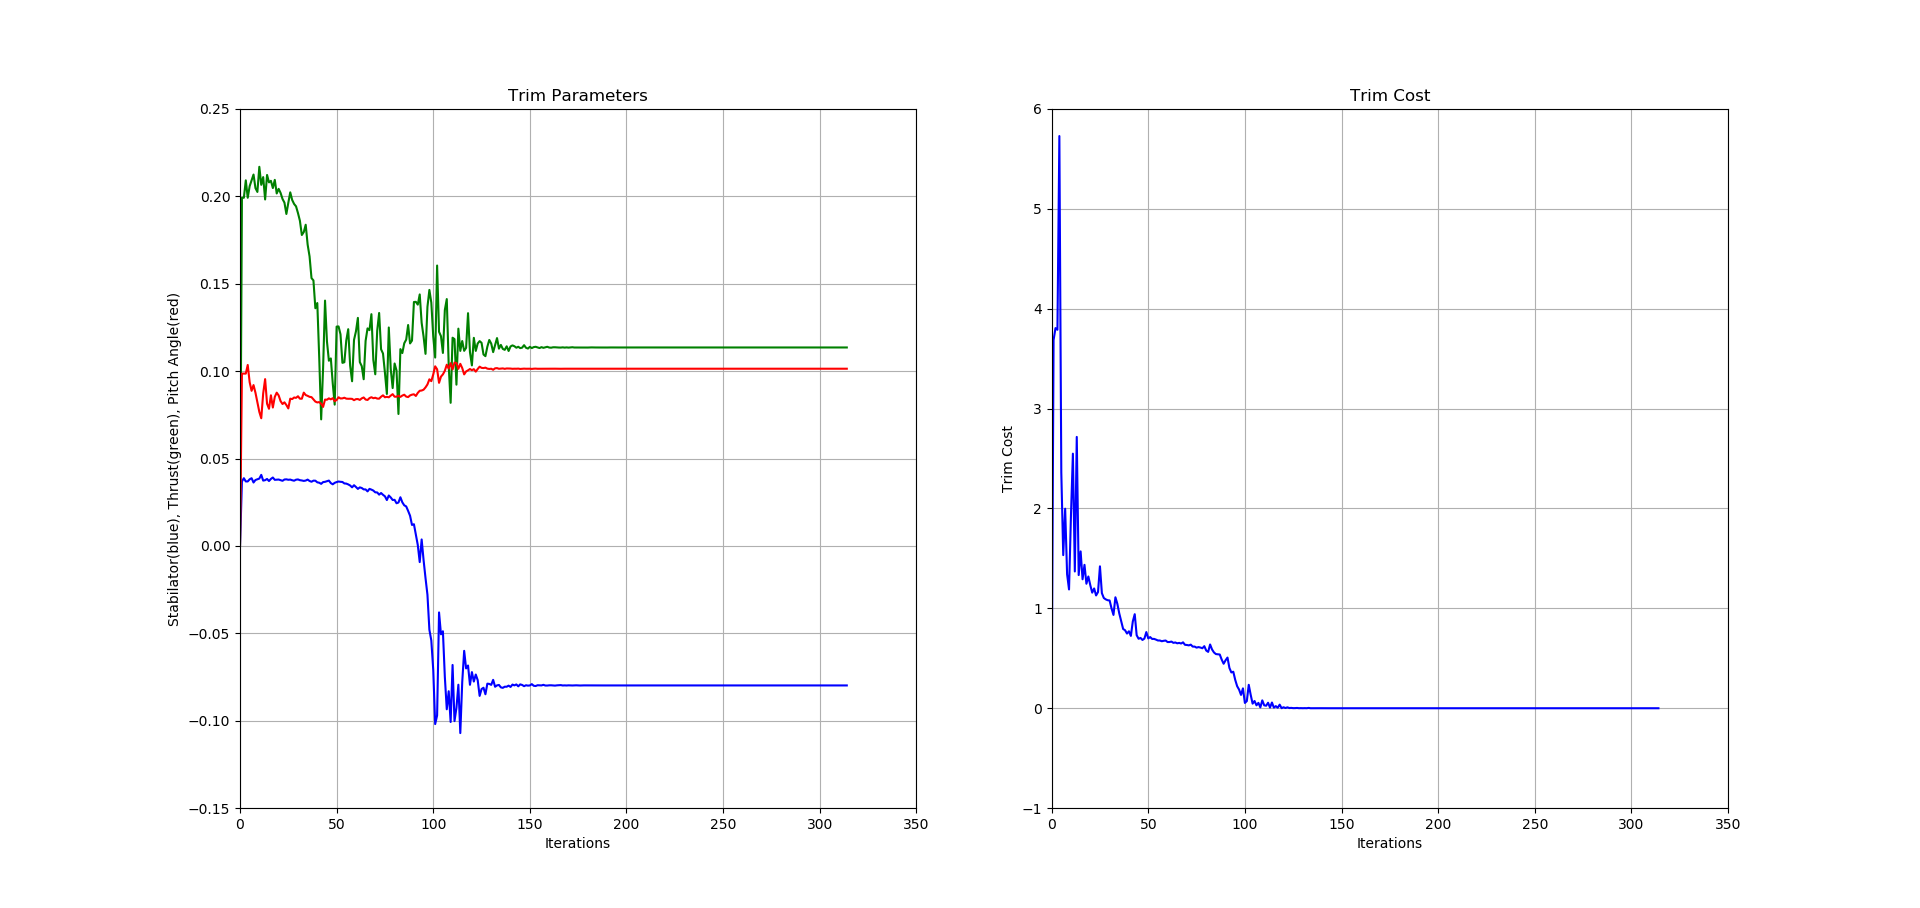 Trim Parameters
Stabilator(blue), Thrust(green), Pitch Angle(red)
0.25
0.20
0.15
0.10
0.05
0.00
−0.05
−0.10
−0.15
0 50 100 150 200 250 300 350
Iterations
Trim Cost
Trim Cost
6
5
4
3
2
1
0
−1
0 50 100 150 200 250 300 350
Iterations